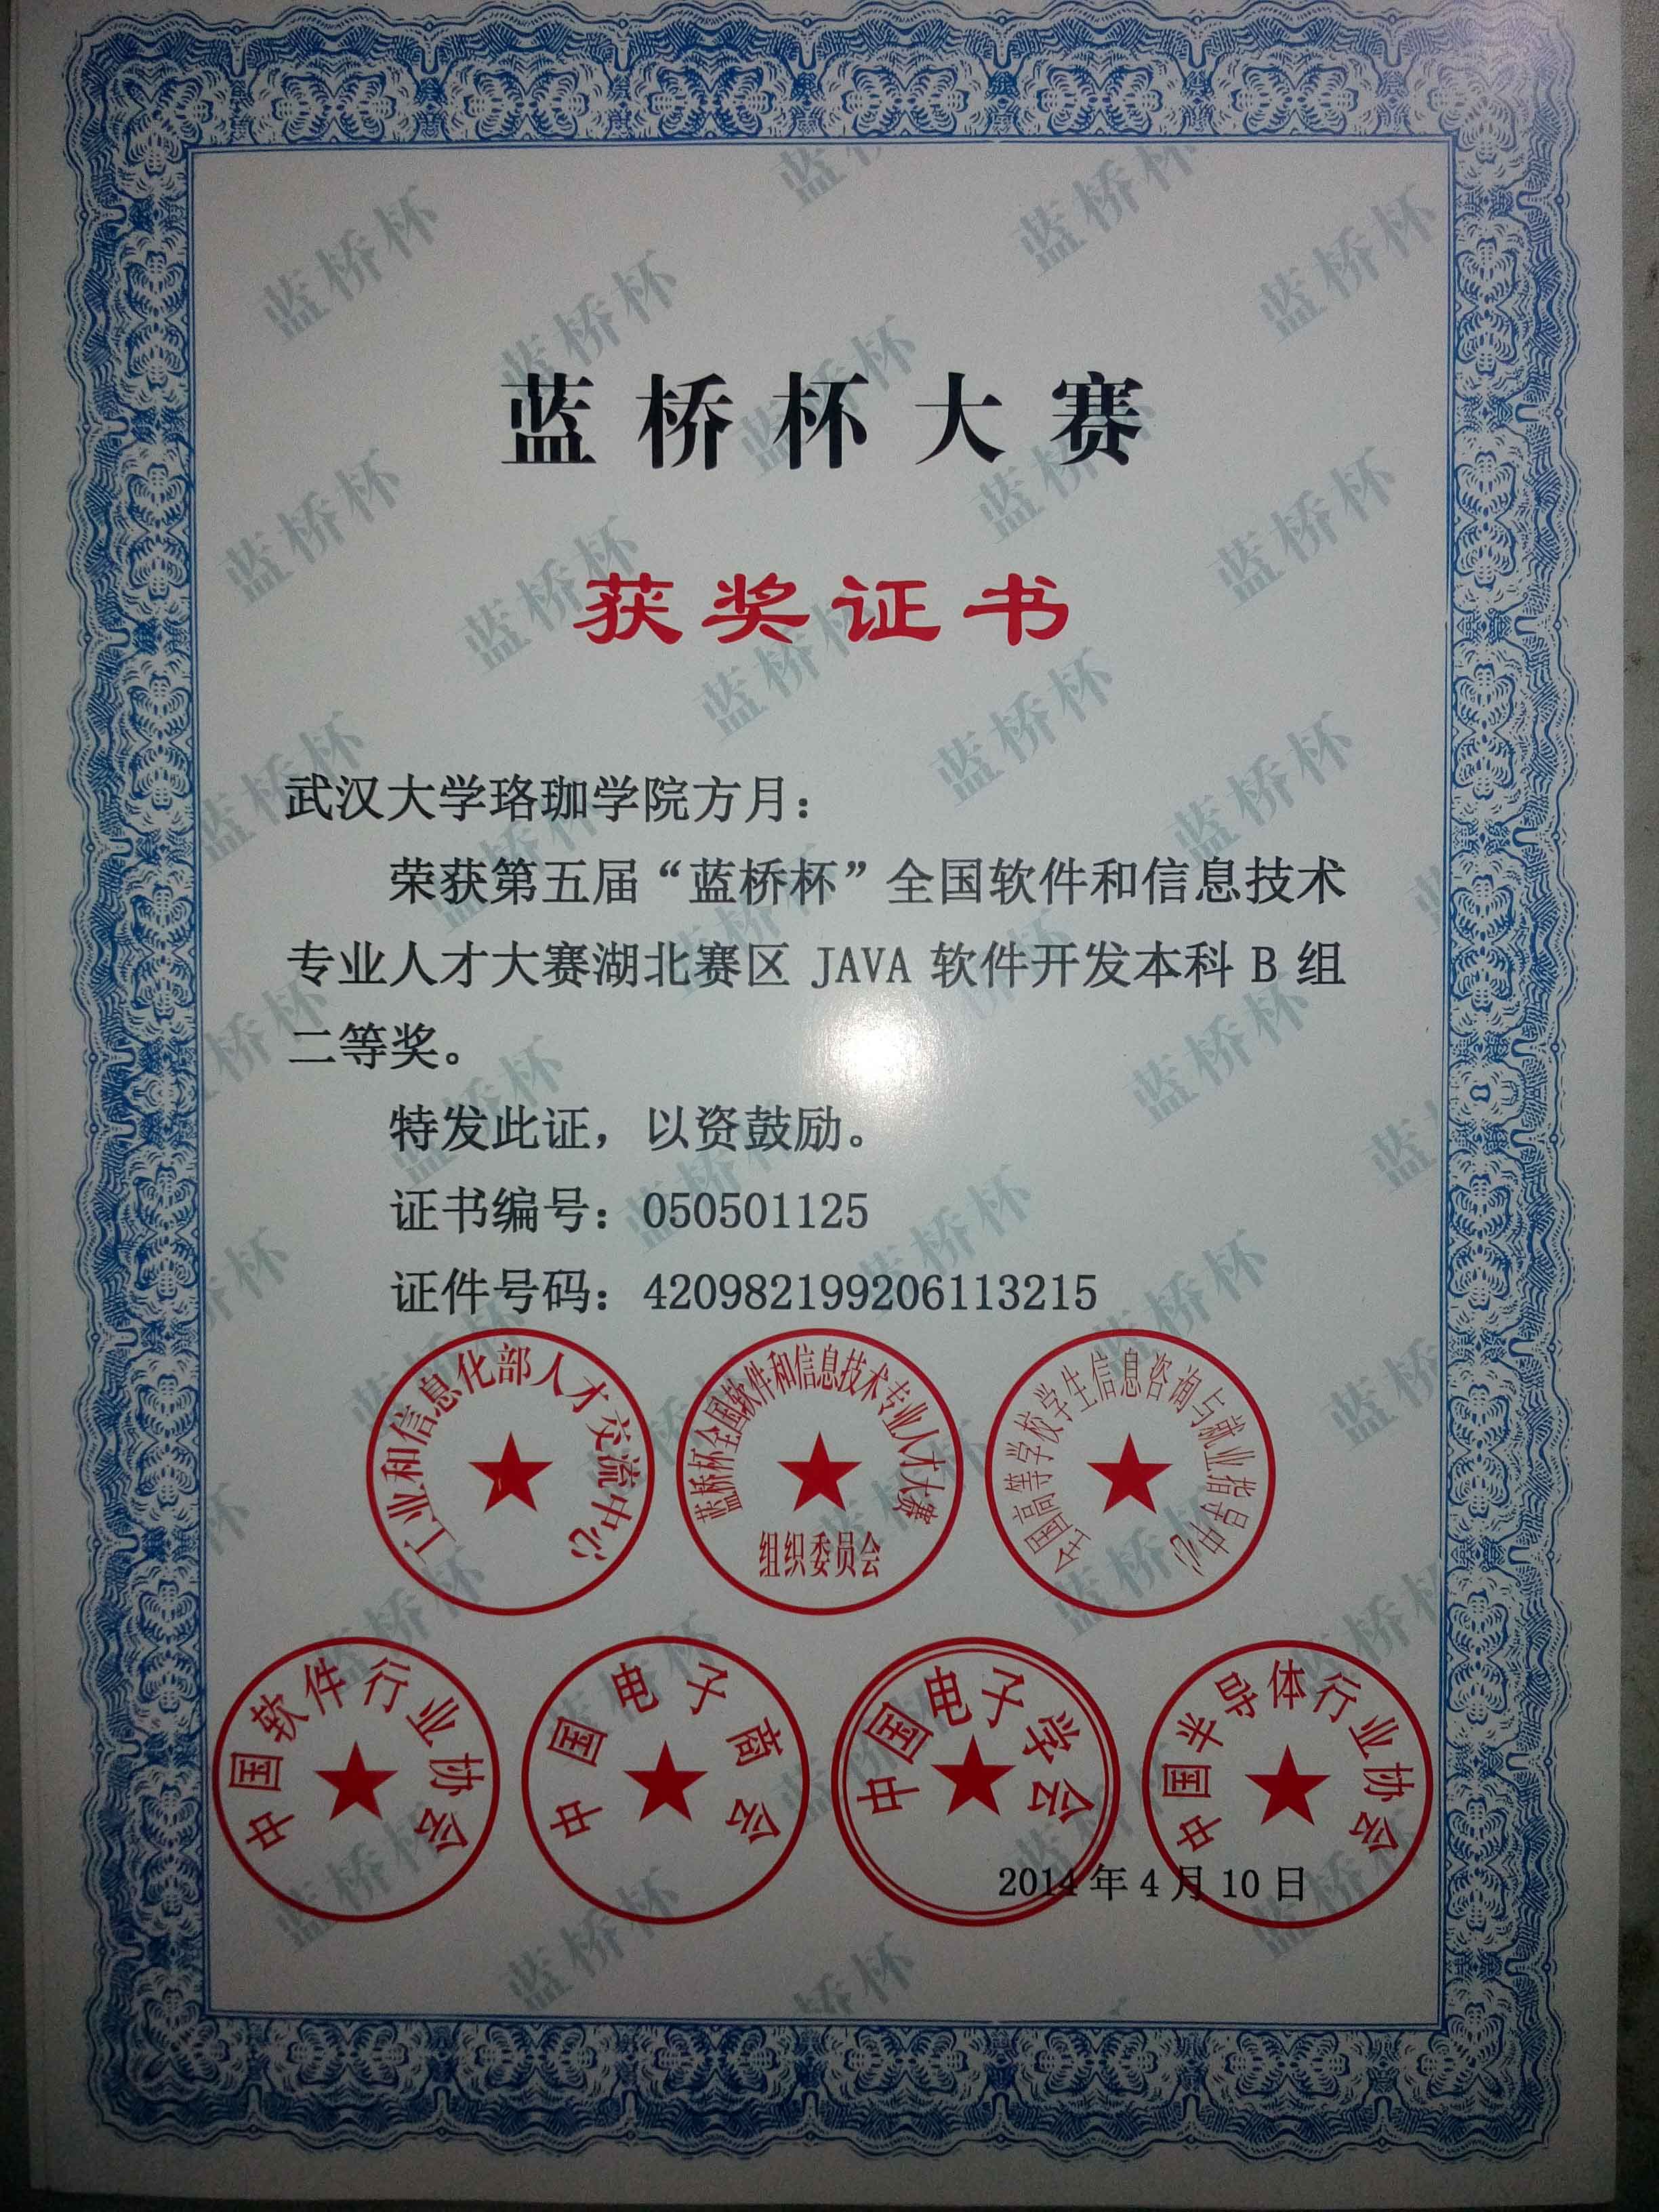 蓝桥杯大赛
获奖证书
武汉大学珞珈学院方月：
荣获第五届“蓝桥杯”全国软件和信息技术
专业人才大赛湖北赛区 JAVA 软件开发本科 B 组
二等奖。
特发此证，以资鼓励。
证书编号：050501125
证件号码：420982199206113215
工业和信息化部人才交流中心
蓝桥杯全国软件和信息技术专业人才大赛
组织委员会
全国高等学校学生信息咨询与就业指导中心
中国软件行业协会
中国电子商会
中国电子学会
中国半导体行业协会
2014 年 4 月 10 日
蓝桥杯